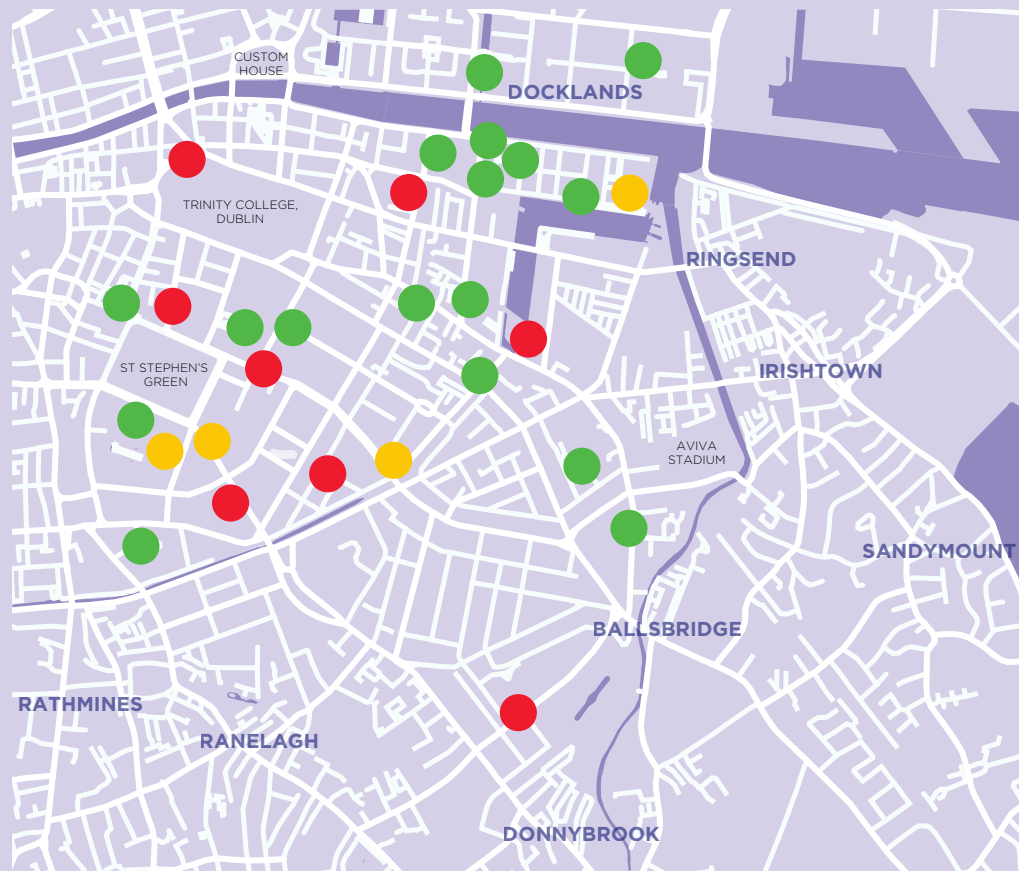 CUSTOM
HOUSE
DOCKLANDS
TRINITY COLLEGE,
DUBLIN
RINGSEND
ST STEPHEN'S
GREEN
IRISHTOWN
AVIVA
STADIUM
SANDYMOUNT
BALLSBRIDGE
RATHMINES
RANELAGH
DONNYBROOK